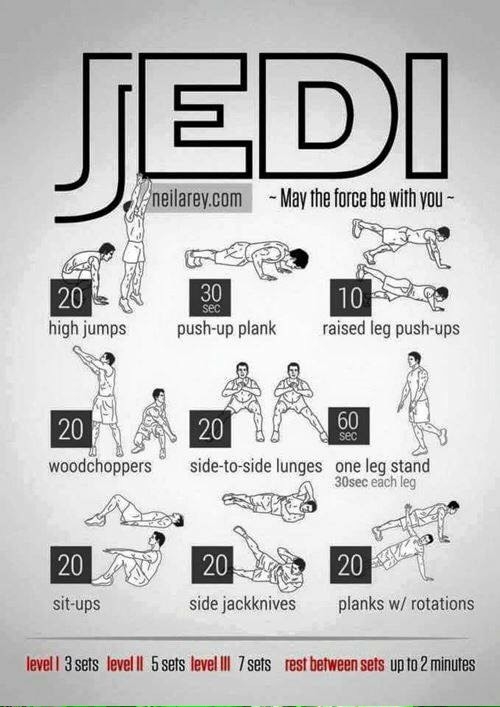 JEDI
neilarey.com
~ May the force be with you ~
20
high jumps
30
sec
push-up plank
10
raised leg push-ups
20
woodchoppers
20
side-to-side lunges
60
sec
one leg stand
30sec each leg
20
sit-ups
20
side jackknives
20
planks w/ rotations
level I 3 sets level II 5 sets level III 7 sets rest between sets up to 2 minutes